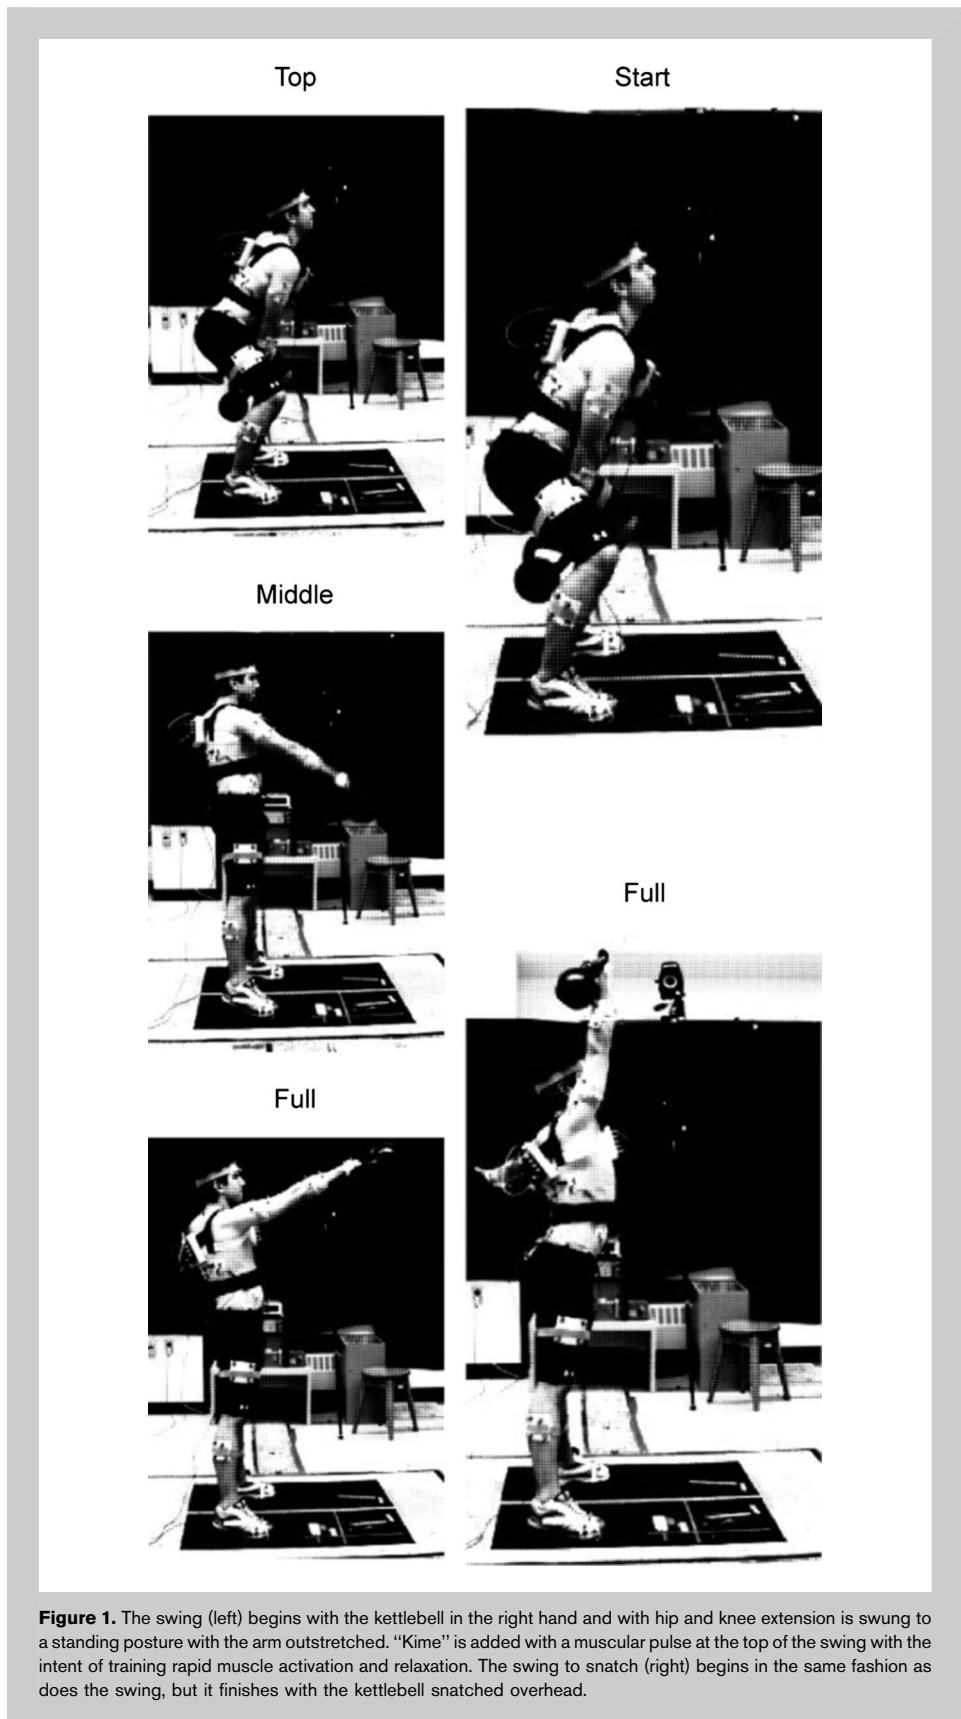 Top
Start
Middle
Full
Full
Figure 1. The swing (left) begins with the kettlebell in the right hand and with hip and knee extension is swung to
a standing posture with the arm outstretched. “Kime” is added with a muscular pulse at the top of the swing with the
intent of training rapid muscle activation and relaxation. The swing to snatch (right) begins in the same fashion as
does the swing, but it finishes with the kettlebell snatched overhead.